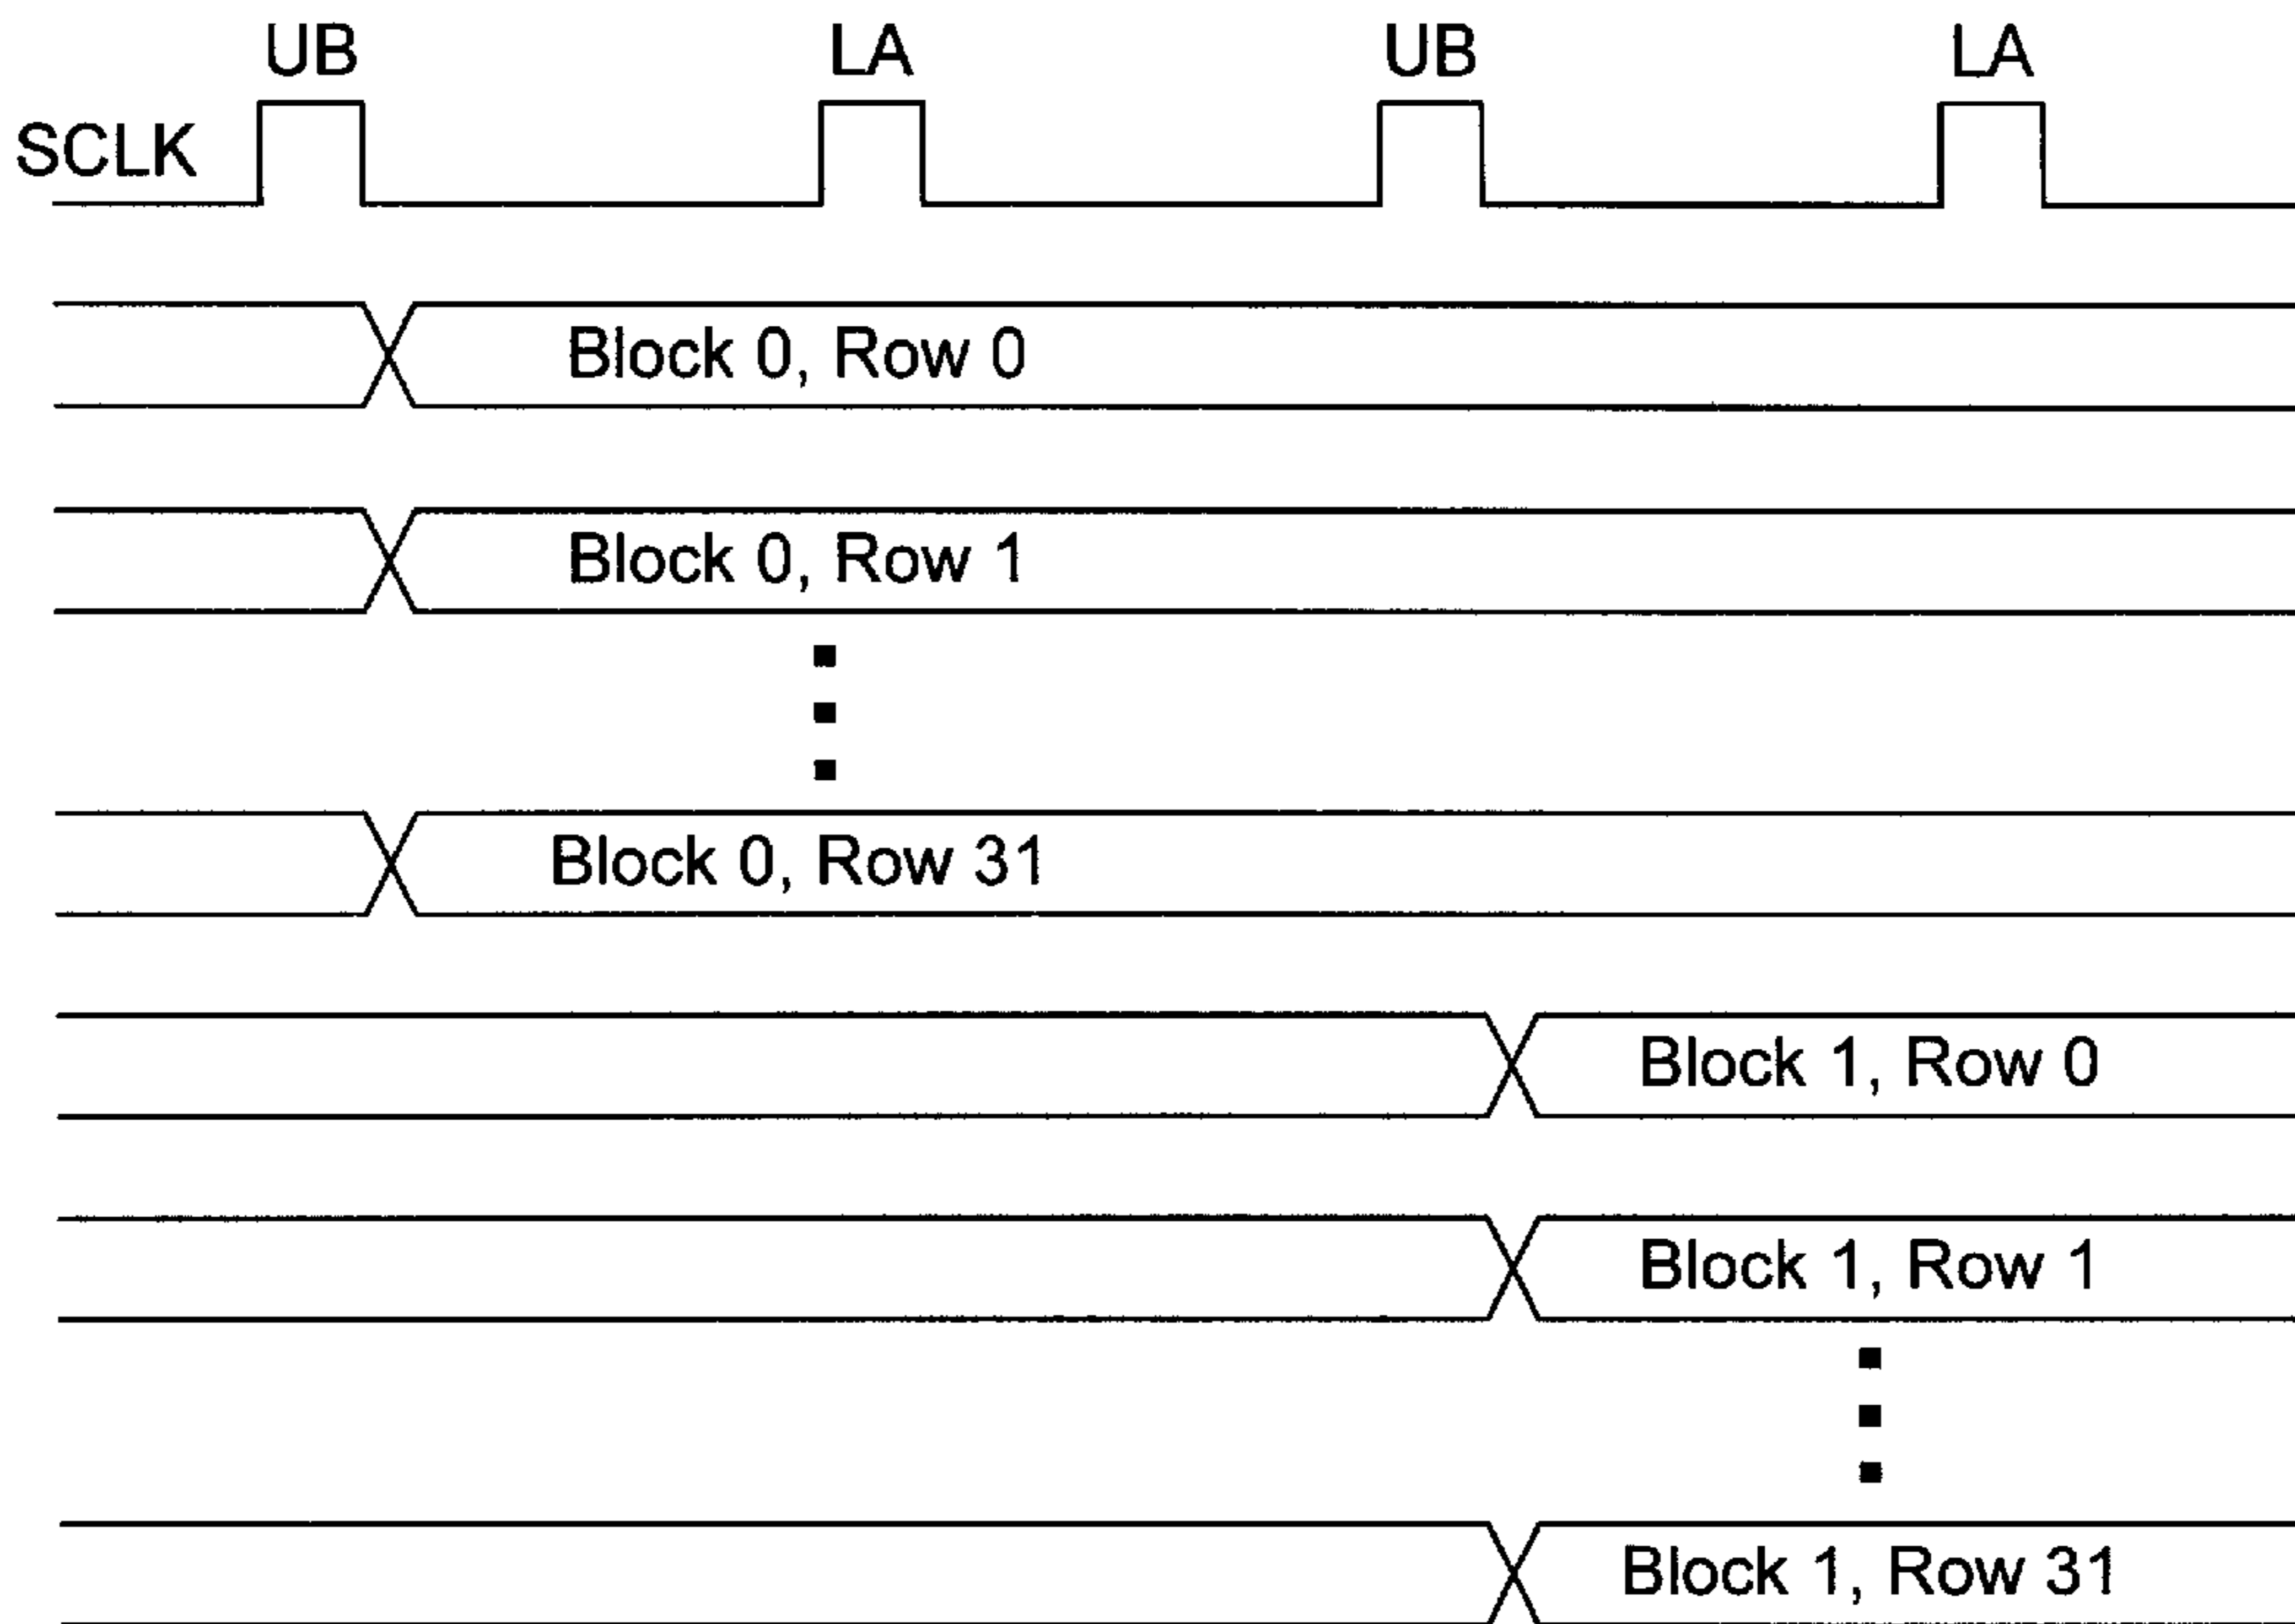 UB LA UB LA
SCLK
Block 0, Row 0
Block 0, Row 1
Block 0, Row 31
Block 1, Row 0
Block 1, Row 1
Block 1, Row 31